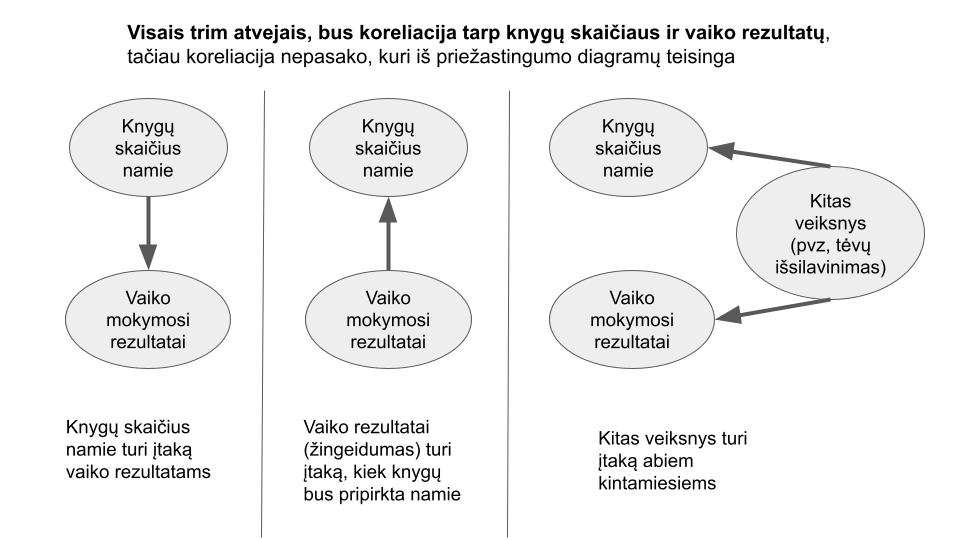 Visais trim atvejais, bus koreliacija tarp knygų skaičiaus ir vaiko rezultatų,
tačiau koreliacija nepasako, kuri iš priežastingumo diagramų teisinga
Knygų
skaičius
namie
Vaiko
mokymosi
rezultatai
Knygų skaičius
namie turi įtaką
vaiko rezultatams
Knygų
skaičius
namie
Vaiko
mokymosi
rezultatai
Vaiko rezultatai
(žingeidumas) turi
įtaką, kiek knygų
bus pripirkta namie
Knygų
skaičius
namie
Kitas
veiksnys
(pvz, tėvų
išsilavinimas)
Vaiko
mokymosi
rezultatai
Kitas veiksnys turi
įtaką abiem
kintamiesiems